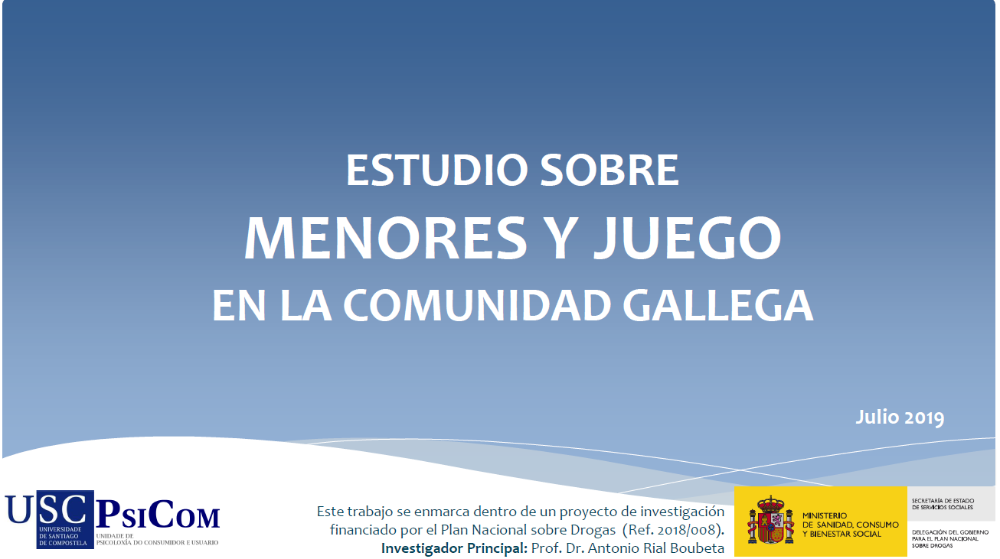 ESTUDIO SOBRE
MENORES Y JUEGO
EN LA COMUNIDAD GALLEGA
Julio 2019
USC
UNIVERSIDADE
DE SANTIAGO
DE COMPOSTELA
PSICOM
UNIDADE DE
PSICOLOXÍA DO CONSUMIDOR E USUARIO
Este trabajo se enmarca dentro de un proyecto de investigación
financiado por el Plan Nacional sobre Drogas (Ref. 2018/008).
Investigador Principal: Prof. Dr. Antonio Rial Boubeta
MINISTERIO
DE SANIDAD, CONSUMO
Y BIENESTAR SOCIAL
SECRETARÍA DE ESTADO
DE SERVICIOS SOCIALES
DELEGACIÓN DEL GOBIERNO
PARA EL PLAN NACIONAL
SOBRE DROGAS